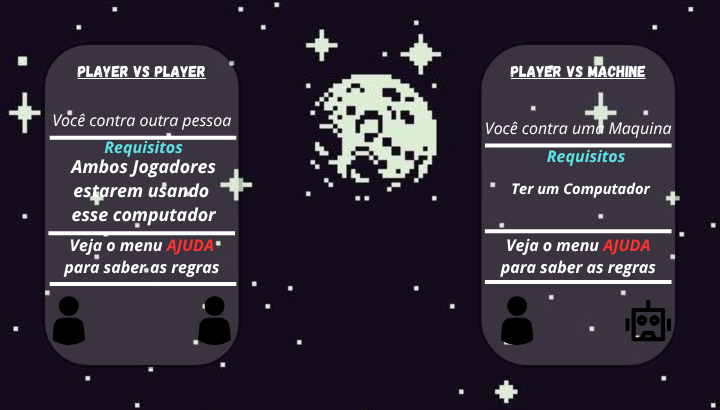 PLAYER VS PLAYER
Você contra outra pessoa
Requisitos
Ambos Jogadores
estarem usando
esse computador
Veja o menu AJUDA
para saber as regras
PLAYER VS MACHINE
Você contra uma Maquina
Requisitos
Ter um Computador
Veja o menu AJUDA
para saber as regras